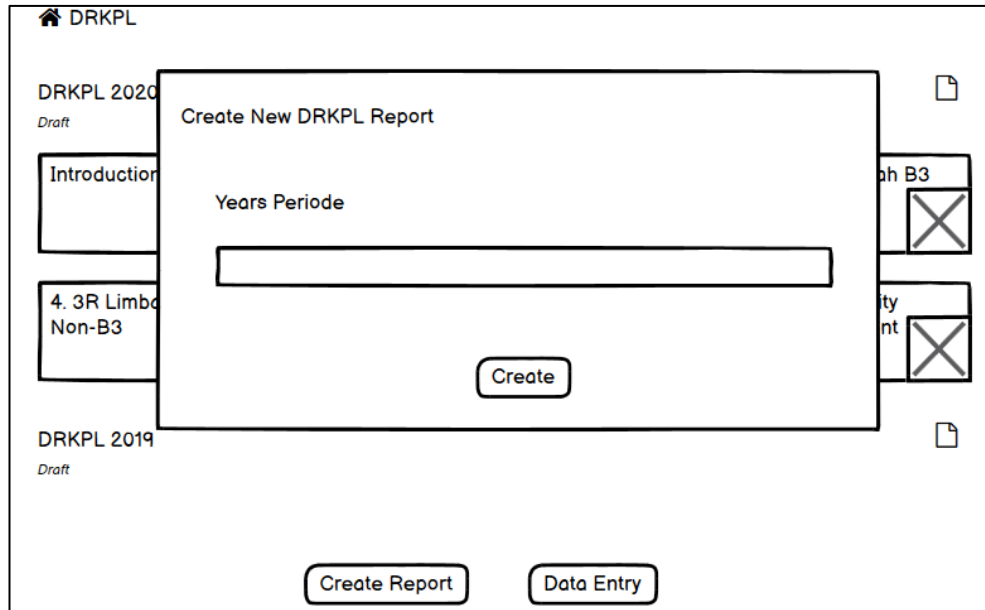 DRKPL
DRKPL 2020
Draft
Create New DRKPL Report
Introduction
ah B3
Years Periode
4. 3R Limba
Non-B3
ity
nt
Create
DRKPL 2019
Draft
Create Report
Data Entry